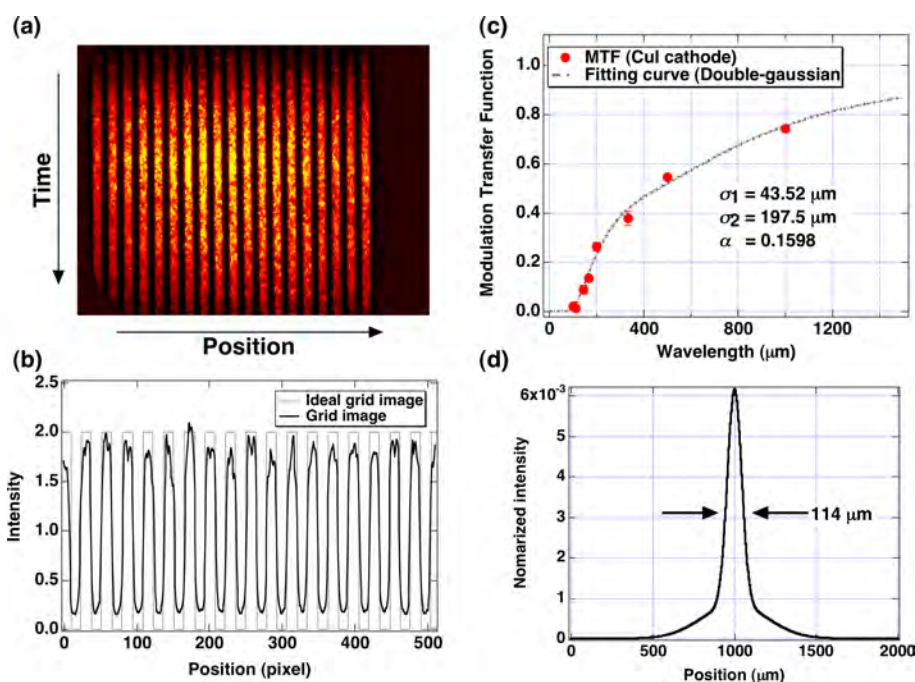 (a)
Time
Position
(b)
2.5
2.0
1.5
1.0
0.5
0.0
Intensity
Ideal grid image
Grid image
0
100
200
300
400
500
Position (pixel)
(c)
1.0
0.8
0.6
0.4
0.2
0.0
Modulation Transfer Function
MTF (CuI cathode)
Fitting curve (Double-gaussian
σ1 = 43.52 μm
σ2 = 197.5 μm
α = 0.1598
0
400
800
1200
Wavelength (μm)
(d)
6x10-3
5
4
3
2
1
0
Nomarized intensity
114 μm
0
500
1000
1500
2000
Position (μm)